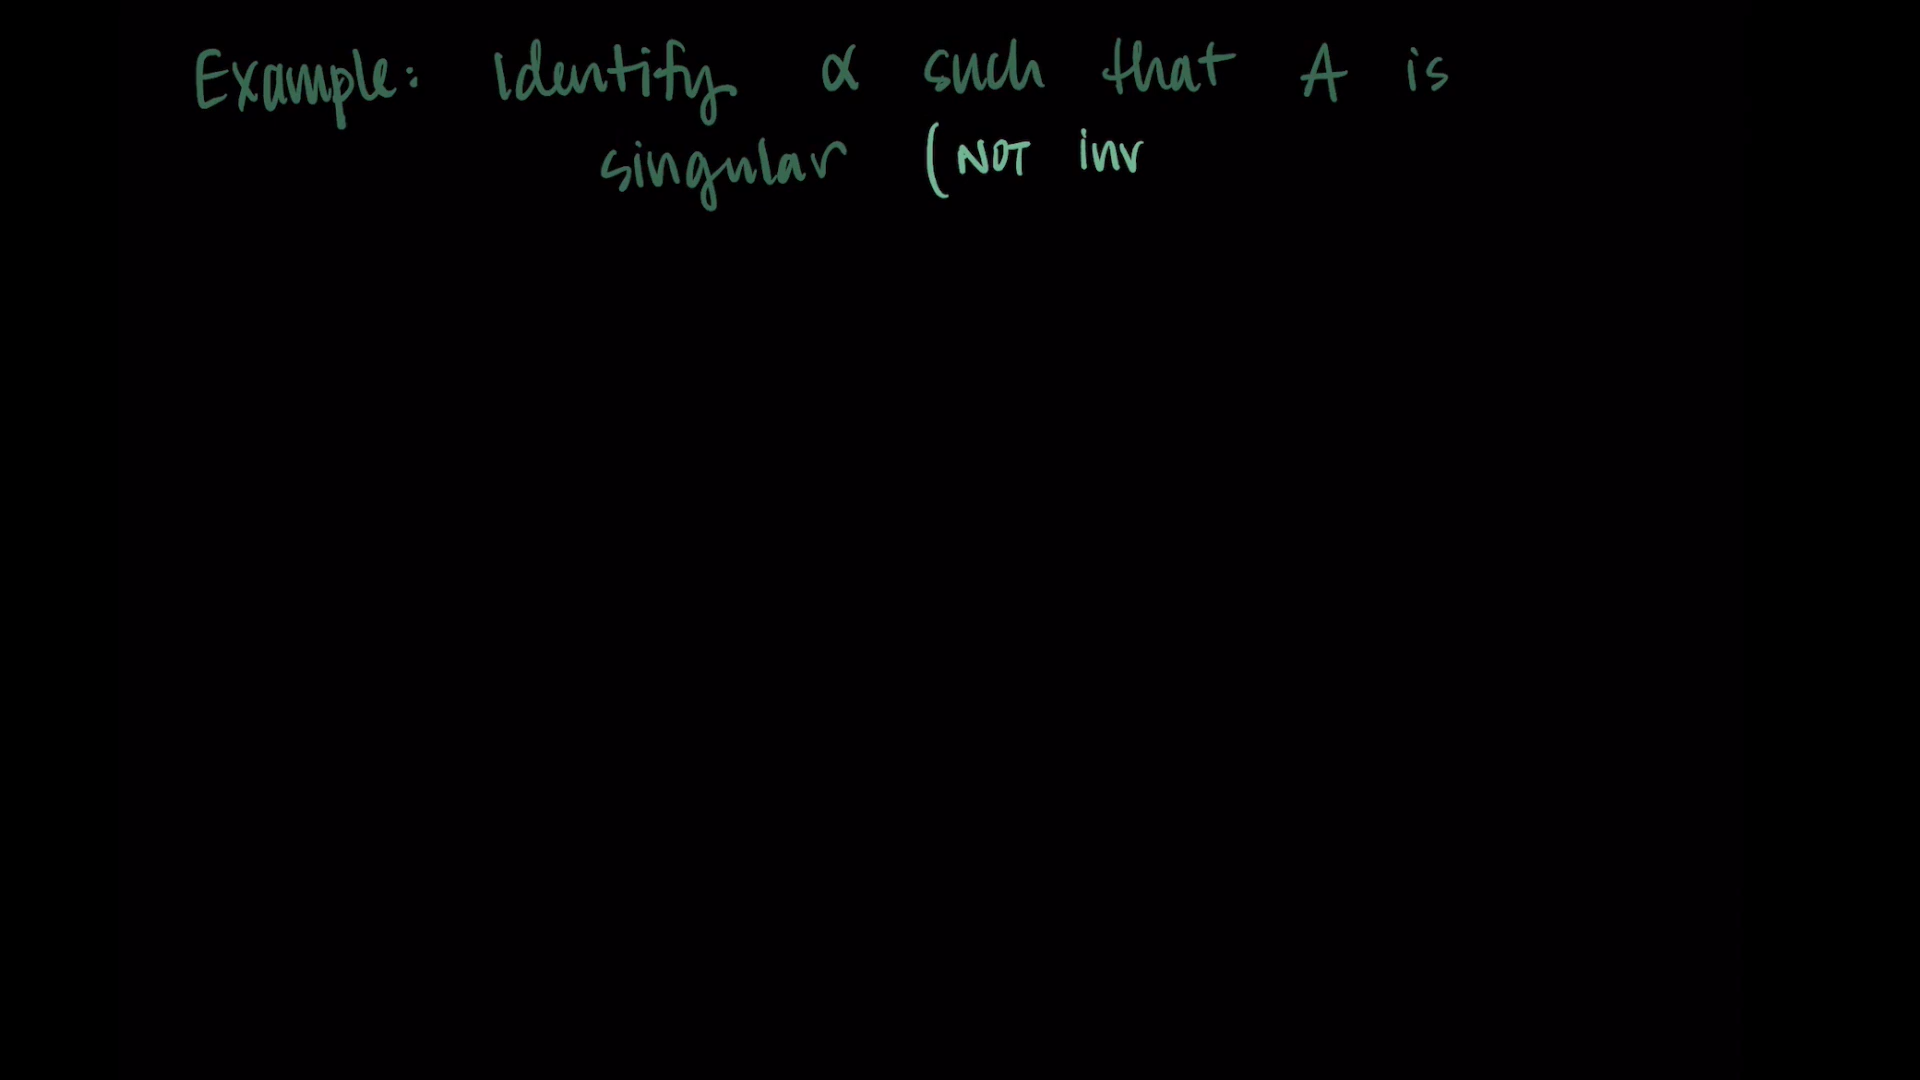 Example: Identify α such that A is
singular (NOT inv